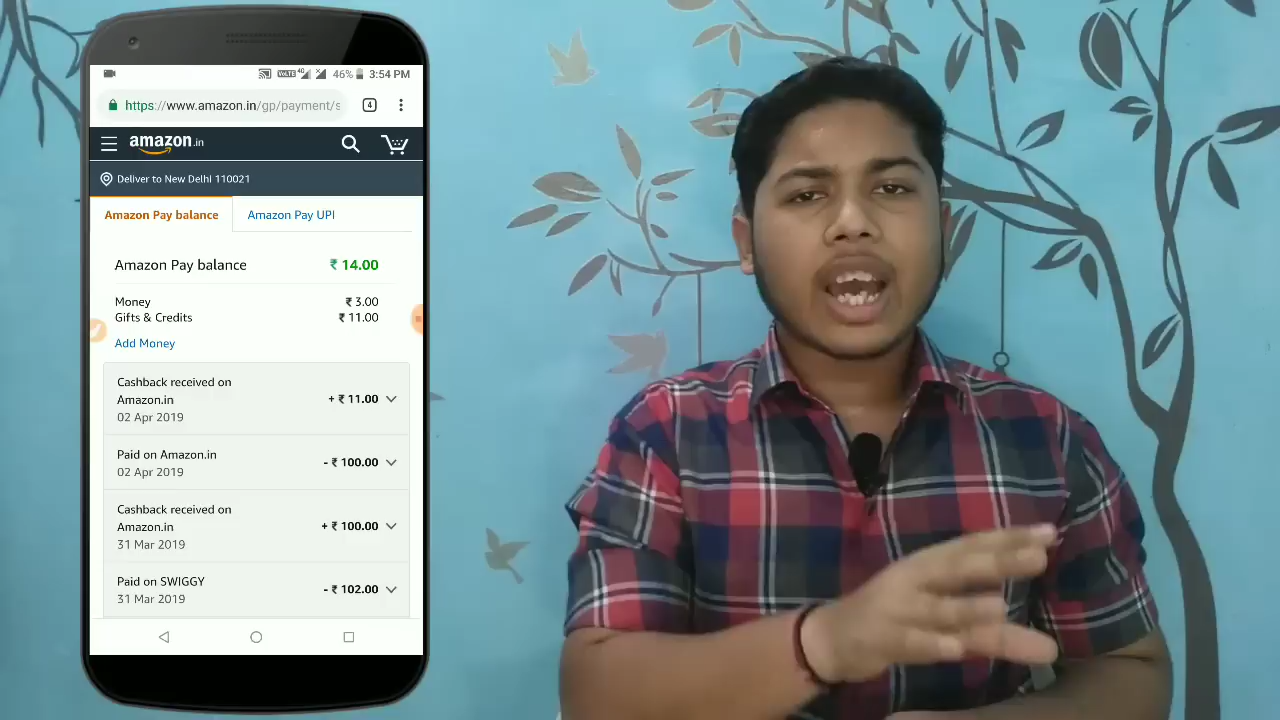 VoLTE 4G 46% 3:54 PM
https://www.amazon.in/gp/payment/s
4
amazon.in
Deliver to New Delhi 110021
Amazon Pay balance Amazon Pay UPI
Amazon Pay balance ₹ 14.00
Money ₹ 3.00
Gifts & Credits ₹ 11.00
Add Money
Cashback received on
Amazon.in + ₹ 11.00
02 Apr 2019
Paid on Amazon.in
- ₹ 100.00
02 Apr 2019
Cashback received on
Amazon.in + ₹ 100.00
31 Mar 2019
Paid on SWIGGY
- ₹ 102.00
31 Mar 2019